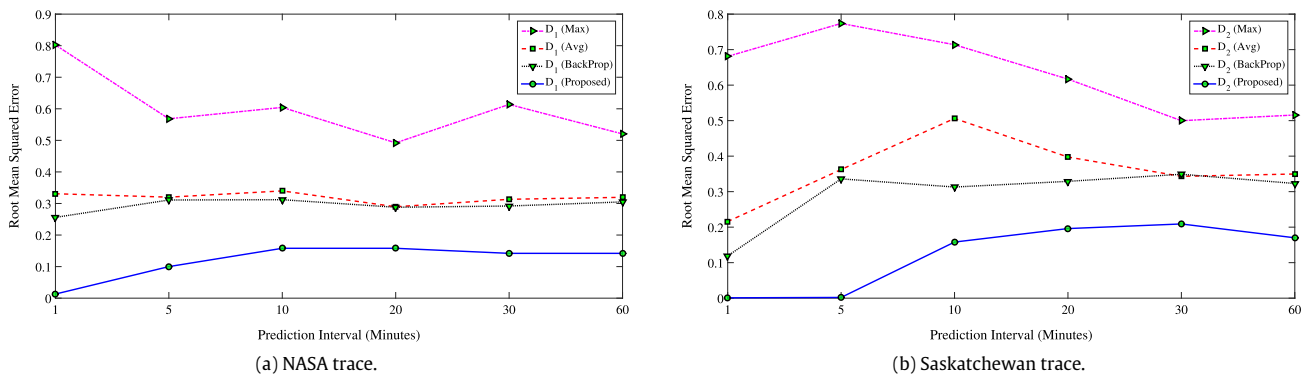 0.9
0.8
0.7
0.6
0.5
0.4
0.3
0.2
0.1
0
Root Mean Squared Error
D1 (Max)
D1 (Avg)
D1 (BackProp)
D1 (Proposed)
1 5 10 20 30 60
Prediction Interval (Minutes)
(a) NASA trace.
0.8
0.7
0.6
0.5
0.4
0.3
0.2
0.1
0
Root Mean Squared Error
D2 (Max)
D2 (Avg)
D2 (BackProp)
D2 (Proposed)
1 5 10 20 30 60
Prediction Interval (Minutes)
(b) Saskatchewan trace.